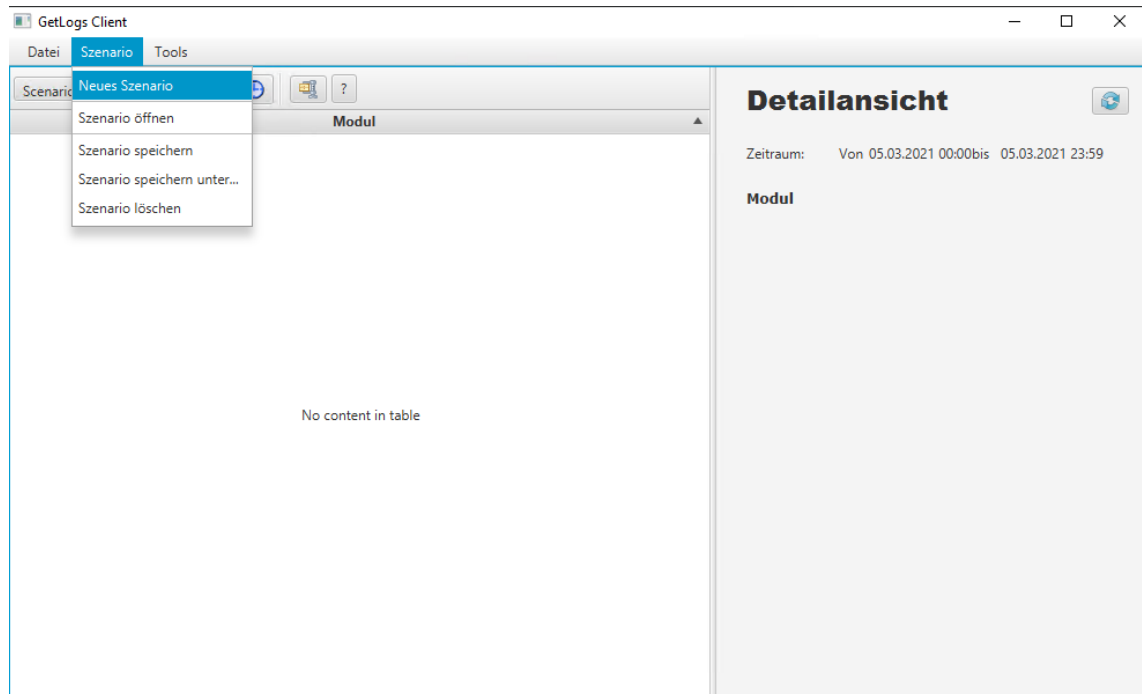 GetLogs Client
Datei Szenario Tools
Neues Szenario
Szenario öffnen
Szenario speichern
Szenario speichern unter...
Szenario löschen
?
Modul
No content in table
Detailansicht
Zeitraum: Von 05.03.2021 00:00bis 05.03.2021 23:59
Modul